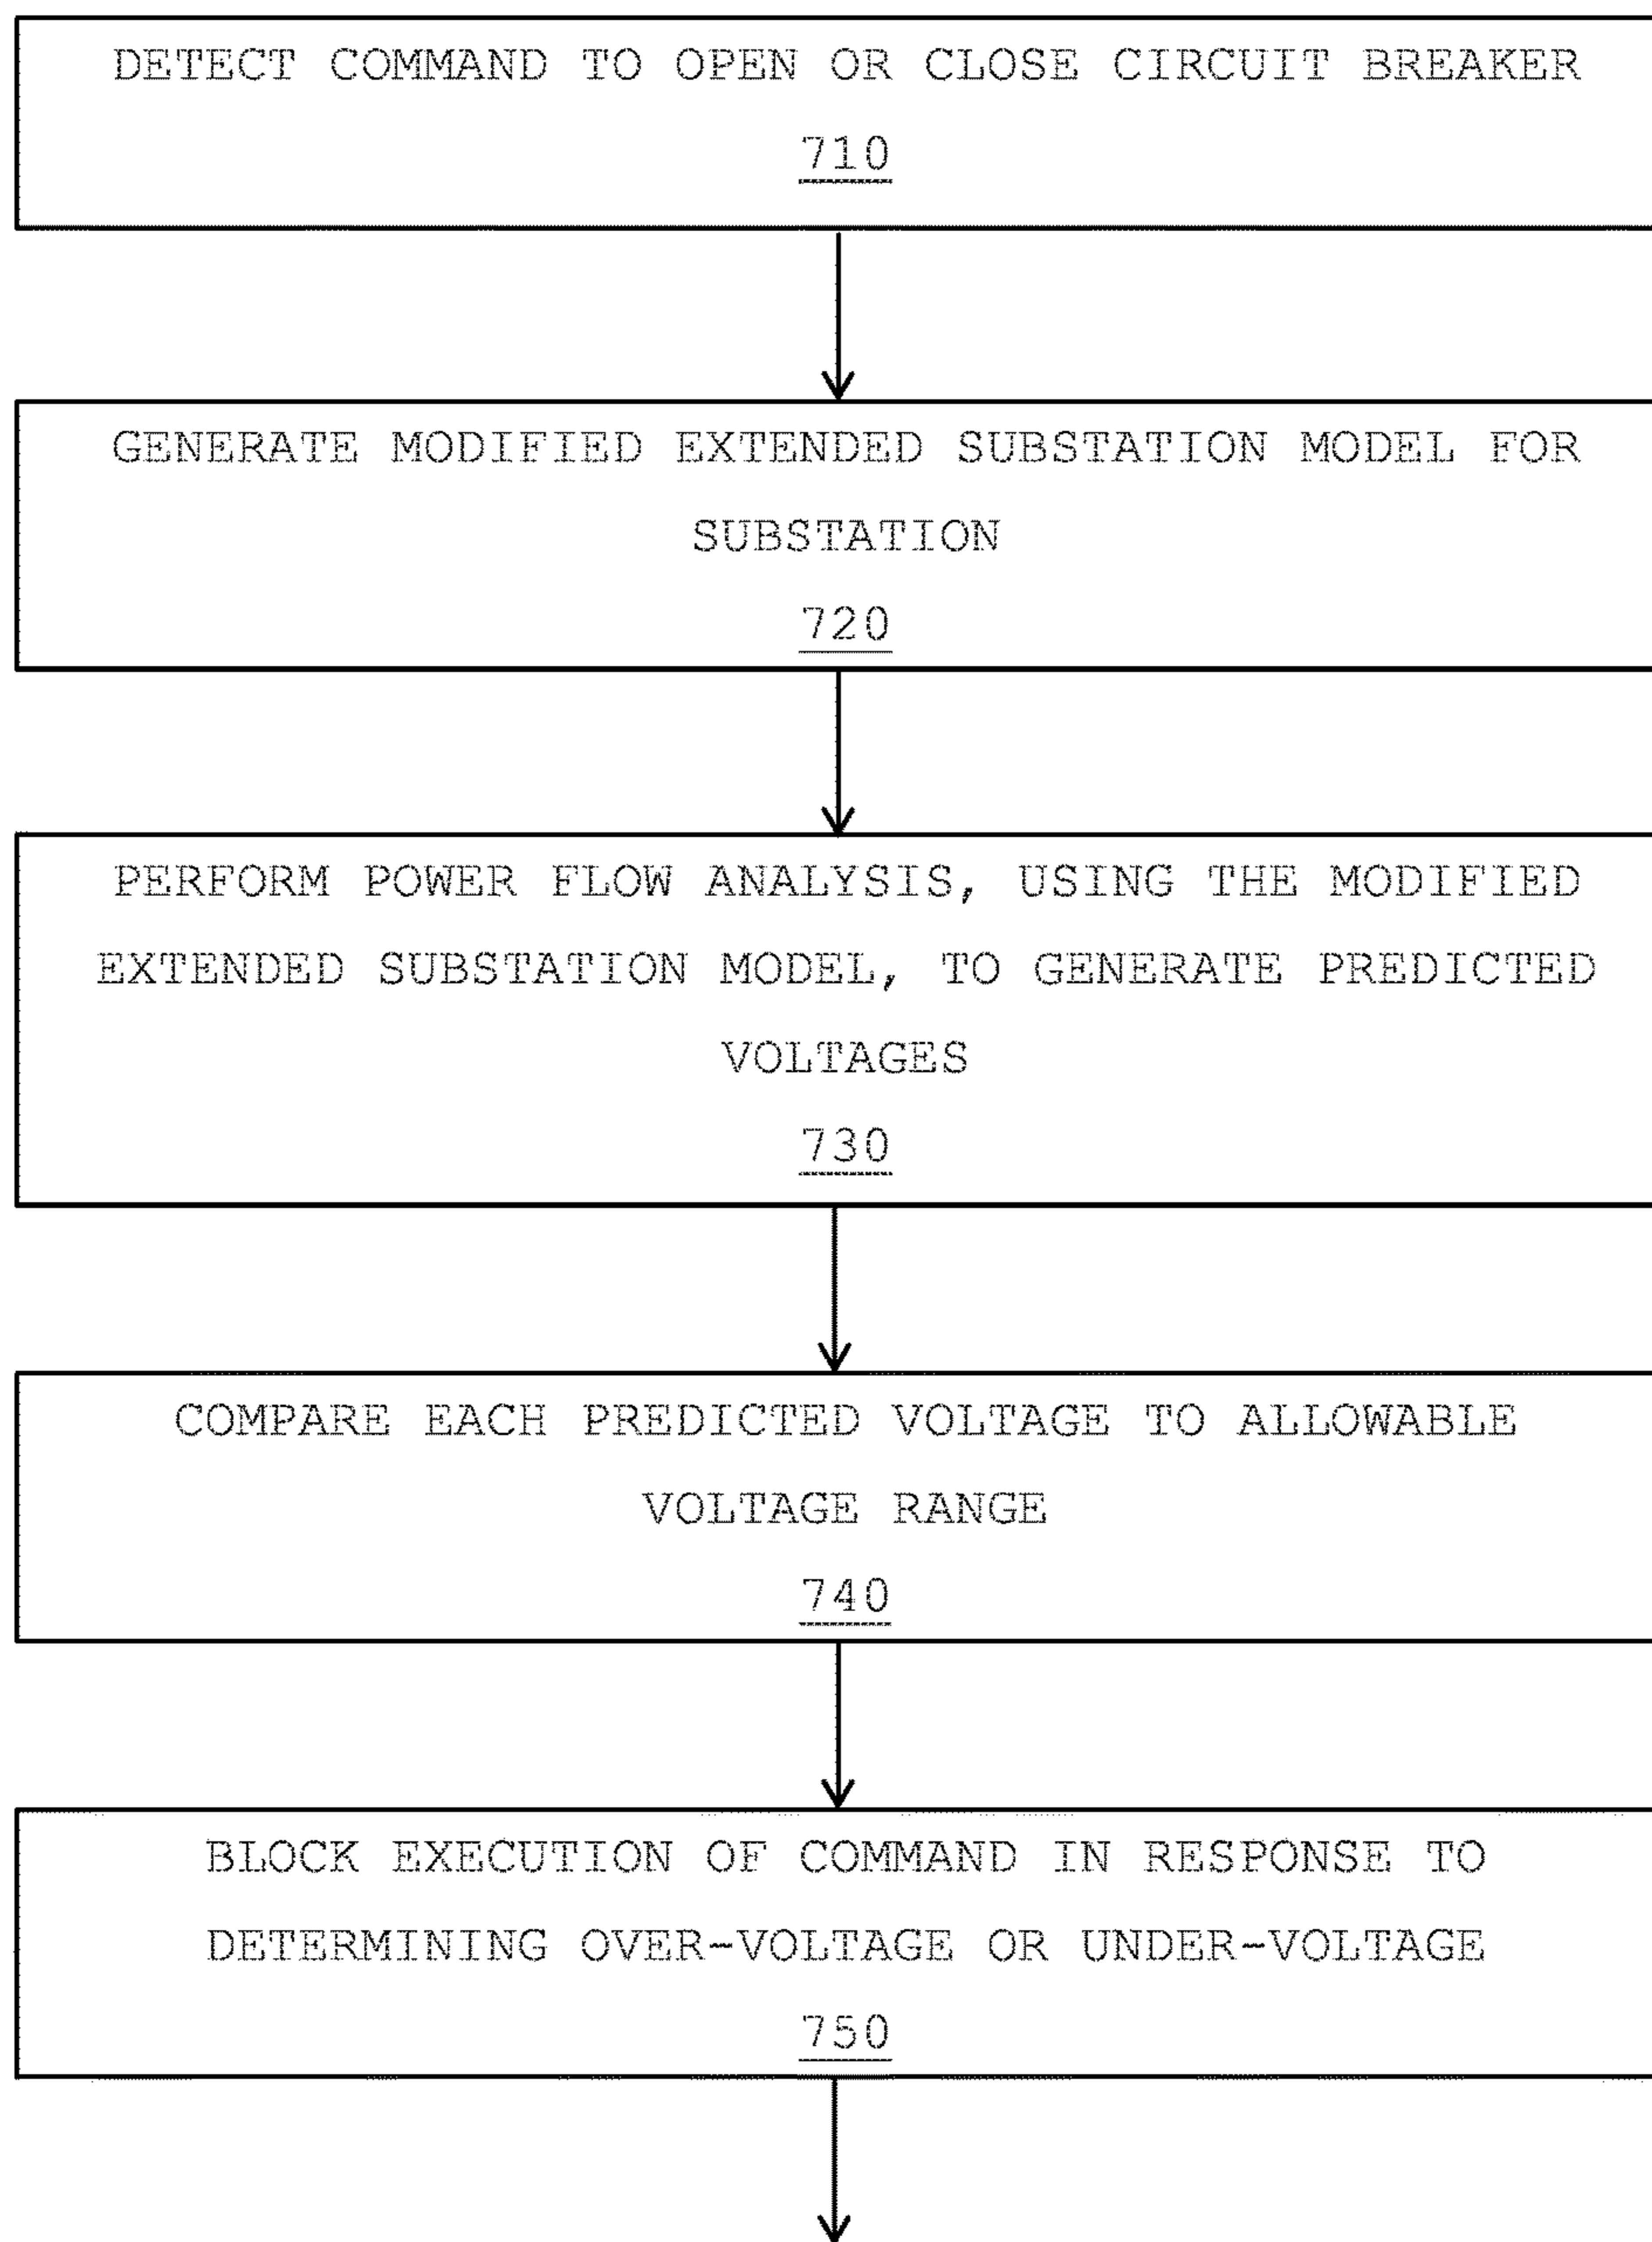 DETECT COMMAND TO OPEN OR CLOSE CIRCUIT BREAKER
710
GENERATE MODIFIED EXTENDED SUBSTATION MODEL FOR
SUBSTATION
720
PERFORM POWER FLOW ANALYSIS, USING THE MODIFIED
EXTENDED SUBSTATION MODEL, TO GENERATE PREDICTED
VOLTAGES
730
COMPARE EACH PREDICTED VOLTAGE TO ALLOWABLE
VOLTAGE RANGE
740
BLOCK EXECUTION OF COMMAND IN RESPONSE TO
DETERMINING OVER-VOLTAGE OR UNDER-VOLTAGE
750